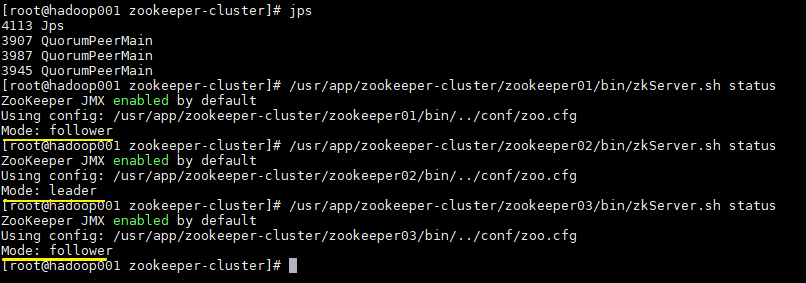 [root@hadoop001 zookeeper-cluster]# jps
4113 Jps
3907 QuorumPeerMain
3987 QuorumPeerMain
3945 QuorumPeerMain
[root@hadoop001 zookeeper-cluster]# /usr/app/zookeeper-cluster/zookeeper01/bin/zkServer.sh status
ZooKeeper JMX enabled by default
Using config: /usr/app/zookeeper-cluster/zookeeper01/bin/../conf/zoo.cfg
Mode: follower
[root@hadoop001 zookeeper-cluster]# /usr/app/zookeeper-cluster/zookeeper02/bin/zkServer.sh status
ZooKeeper JMX enabled by default
Using config: /usr/app/zookeeper-cluster/zookeeper02/bin/../conf/zoo.cfg
Mode: leader
[root@hadoop001 zookeeper-cluster]# /usr/app/zookeeper-cluster/zookeeper03/bin/zkServer.sh status
ZooKeeper JMX enabled by default
Using config: /usr/app/zookeeper-cluster/zookeeper03/bin/../conf/zoo.cfg
Mode: follower
[root@hadoop001 zookeeper-cluster]#